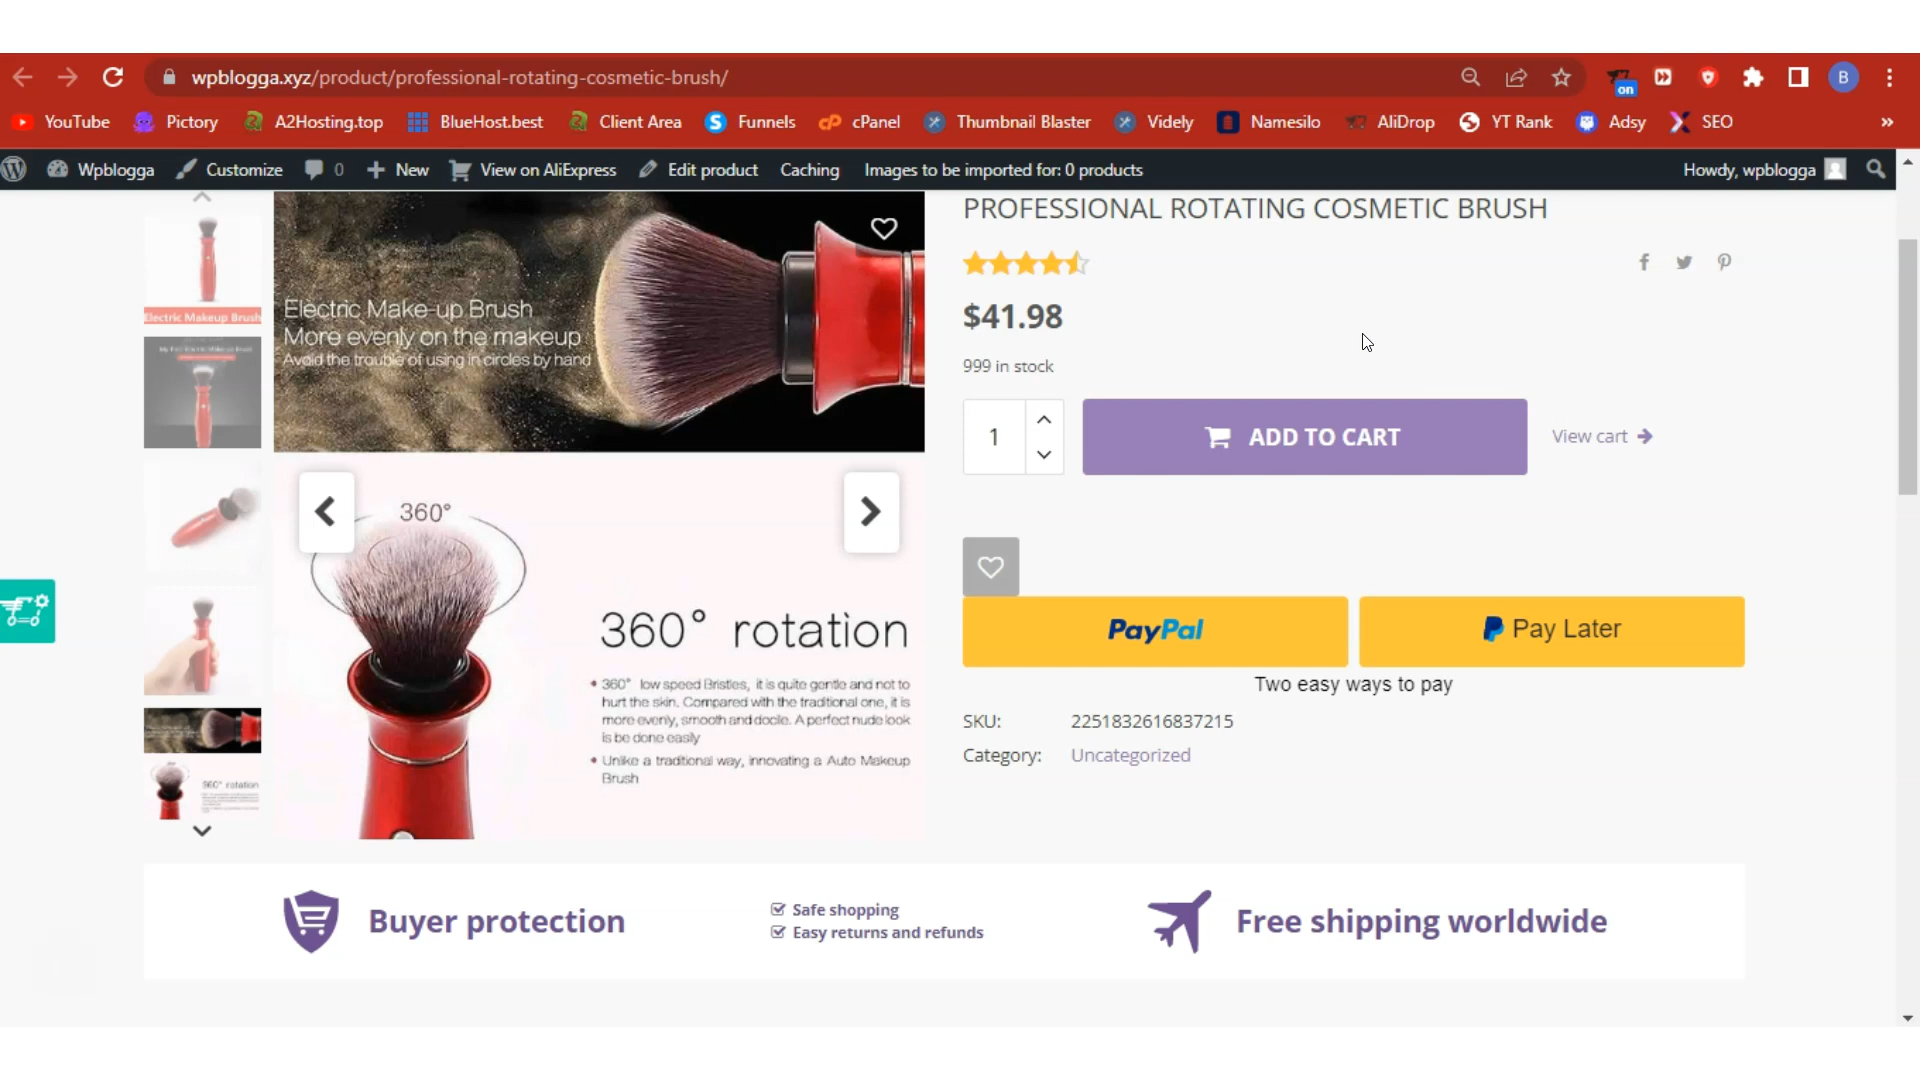 wpblogga.xyz/product/professional-rotating-cosmetic-brush/
on
B
YouTube Pictory A2Hosting.top BlueHost.best Client Area Funnels cPanel Thumbnail Blaster Videly Namesilo AliDrop YT Rank Adsy SEO »
Wpblogga Customize 0 New View on AliExpress Edit product Caching Images to be imported for: 0 products Howdy, wpblogga
PROFESSIONAL ROTATING COSMETIC BRUSH
$41.98
999 in stock
1 ADD TO CART View cart
PayPal Pay Later
Two easy ways to pay
SKU: 2251832616837215
Category: Uncategorized
Electric Makeup Brush
Electric Make-up Brush
More evenly on the makeup
Avoid the trouble of using in circles by hand
360°
360° rotation
• 360° low speed Bristles, it is quite gentle and not to
hurt the skin. Compared with the traditional one, it is
more evenly, smooth and docile. A perfect nude look
is be done easily
• Unlike a traditional way, innovating a Auto Makeup
Brush
360° rotation
Buyer protection
Safe shopping
Easy returns and refunds
Free shipping worldwide